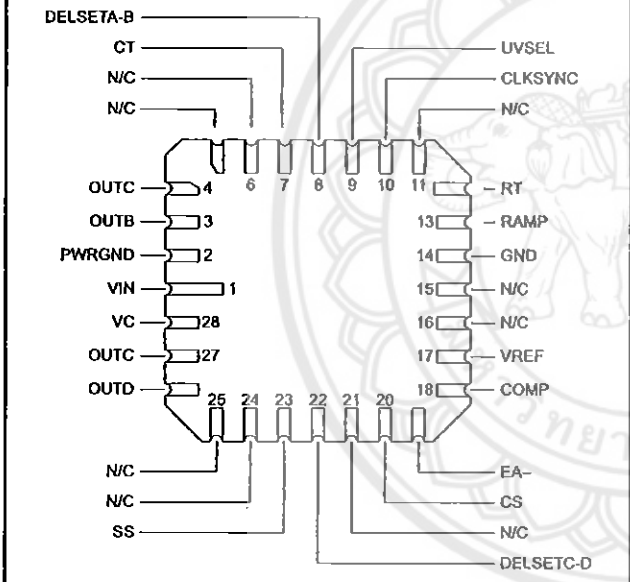 DELSETA-B
CT
N/C
N/C
UVSEL
CLKSYNC
N/C
6 7 8 9 10 11
OUTC 4
OUTB 3
PWRGND 2
VIN 1
VC 28
OUTC 27
OUTD
RT
13 RAMP
14 GND
15 N/C
16 N/C
17 VREF
18 COMP
25 24 23 22 21 20
N/C
N/C
SS
EA–
CS
N/C
DELSETC-D